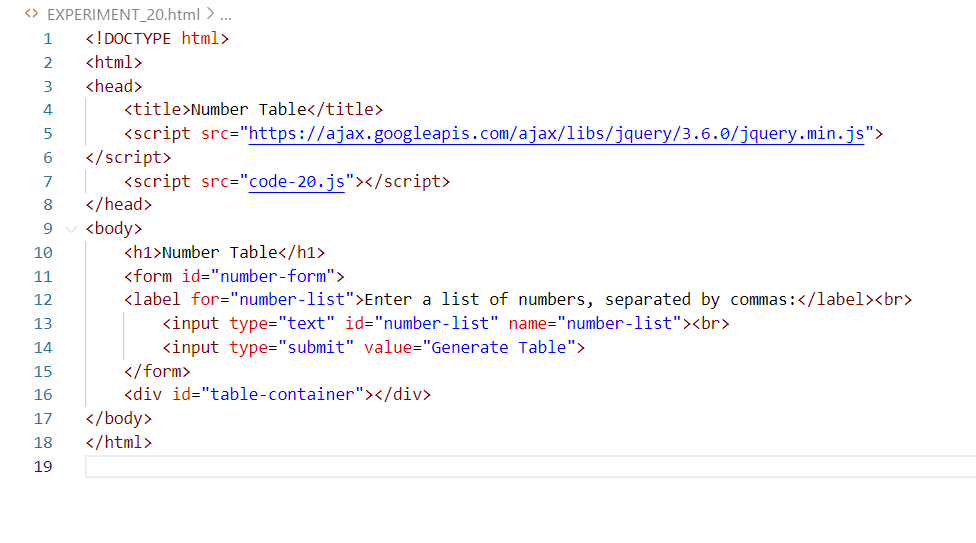 <> EXPERIMENT_20.html > ...
1 <!DOCTYPE html>
2 <html>
3 <head>
4     <title>Number Table</title>
5     <script src="https://ajax.googleapis.com/ajax/libs/jquery/3.6.0/jquery.min.js">
6 </script>
7     <script src="code-20.js"></script>
8 </head>
9 <body>
10     <h1>Number Table</h1>
11     <form id="number-form">
12     <label for="number-list">Enter a list of numbers, separated by commas:</label><br>
13         <input type="text" id="number-list" name="number-list"><br>
14         <input type="submit" value="Generate Table">
15     </form>
16     <div id="table-container"></div>
17 </body>
18 </html>
19